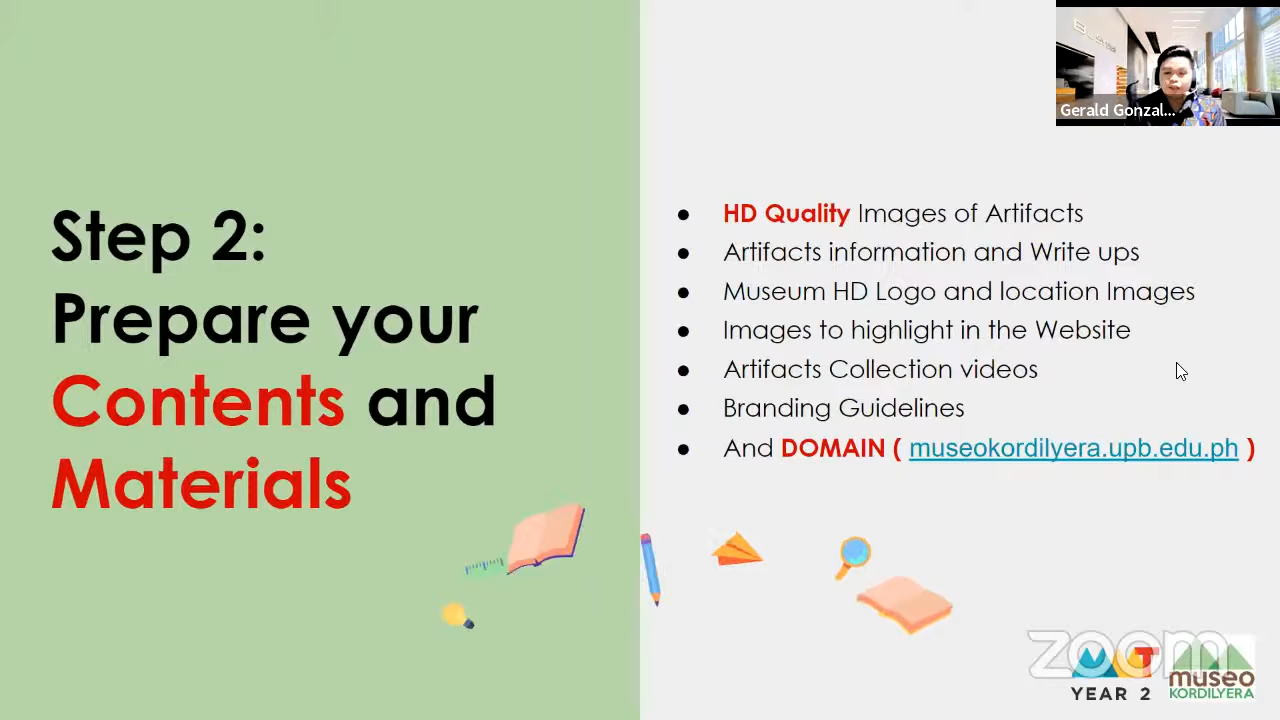 Gerald Gonzal...
Step 2:
Prepare your
Contents and
Materials
● HD Quality Images of Artifacts
● Artifacts information and Write ups
● Museum HD Logo and location Images
● Images to highlight in the Website
● Artifacts Collection videos
● Branding Guidelines
● And DOMAIN ( museokordilyera.upb.edu.ph )
zoom
YEAR 2
museo
KORDILYERA